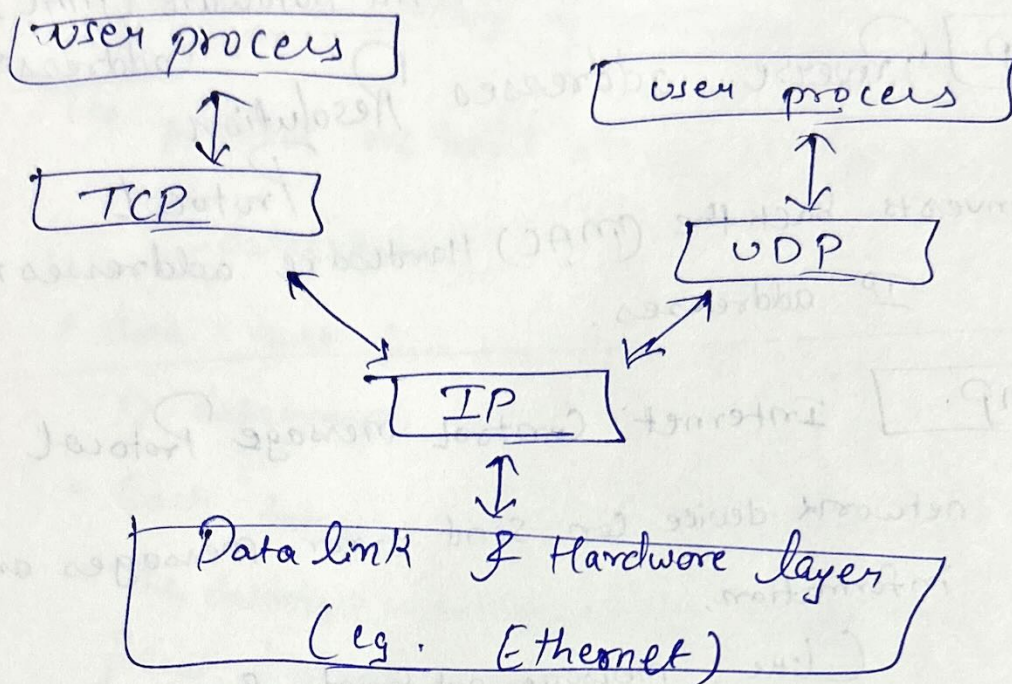 user process
user process
TCP
UDP
IP
Data link & Hardware layer
(eg. Ethernet)